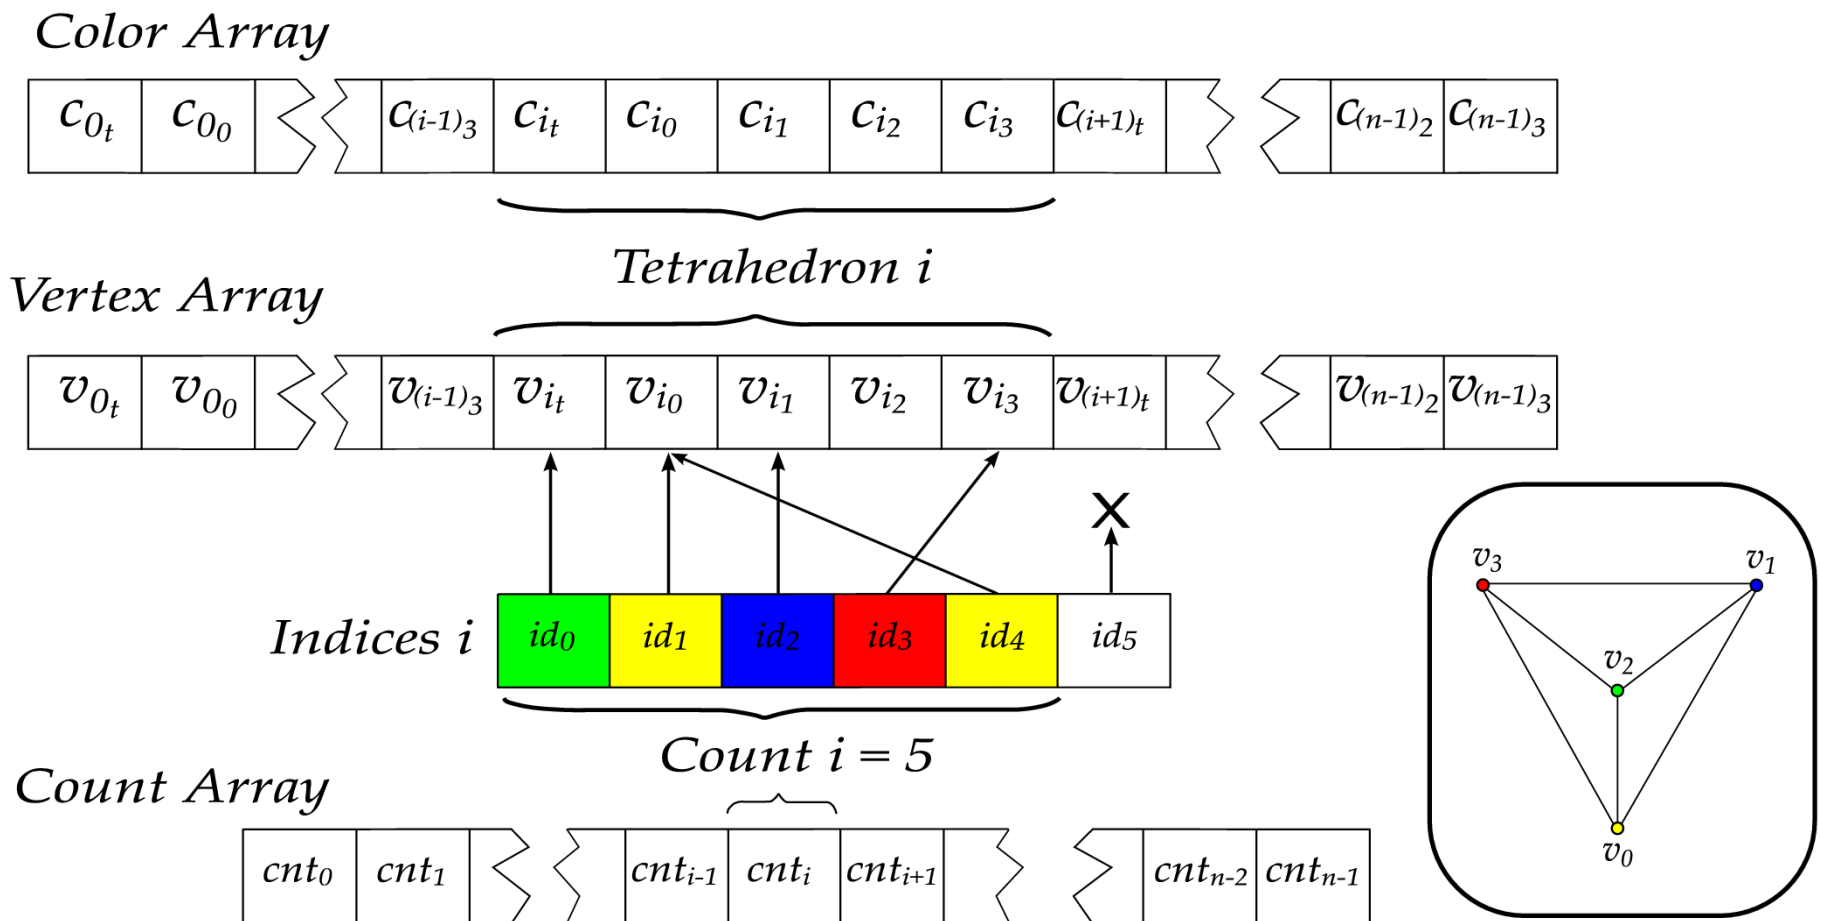 Color Array
c0t c00 c(i-1)3 cit ci0 ci1 ci2 ci3 c(i+1)t c(n-1)2 c(n-1)3
Tetrahedron i
Vertex Array
v0t v00 v(i-1)3 vit vi0 vi1 vi2 vi3 v(i+1)t v(n-1)2 v(n-1)3
X
v3 v1
Indices i id0 id1 id2 id3 id4 id5
v2
Count i = 5
Count Array
v0
cnt0 cnt1 cnti-1 cnti cnti+1 cntn-2 cntn-1